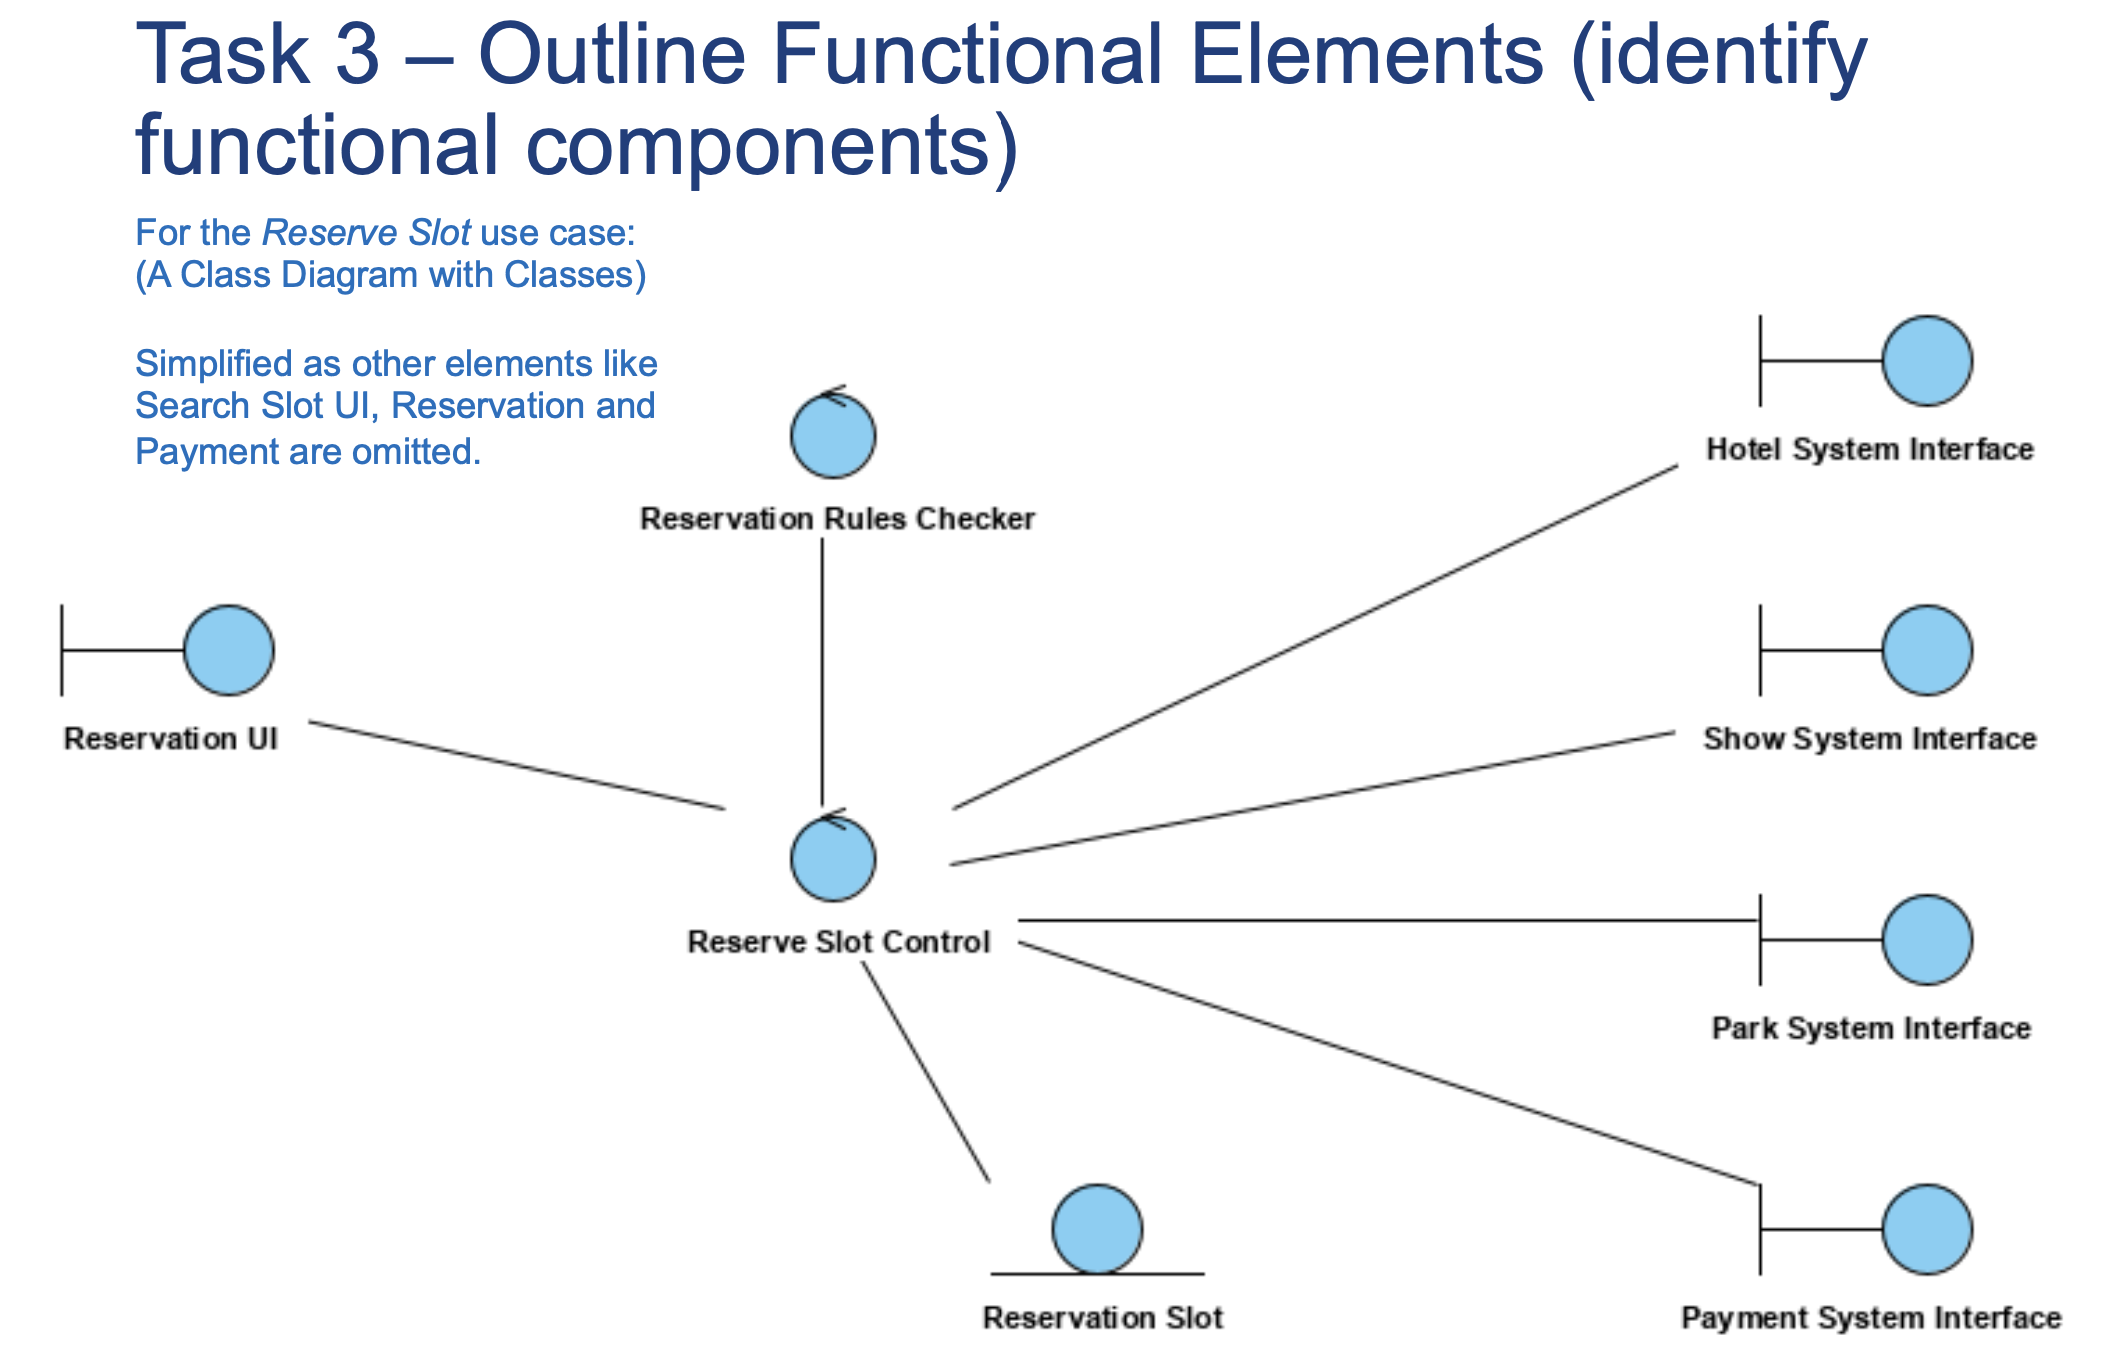 Task 3 – Outline Functional Elements (identify
functional components)
For the Reserve Slot use case:
(A Class Diagram with Classes)
Simplified as other elements like
Search Slot UI, Reservation and
Payment are omitted.
Hotel System Interface
Reservation Rules Checker
Reservation UI
Show System Interface
Reserve Slot Control
Park System Interface
Reservation Slot
Payment System Interface